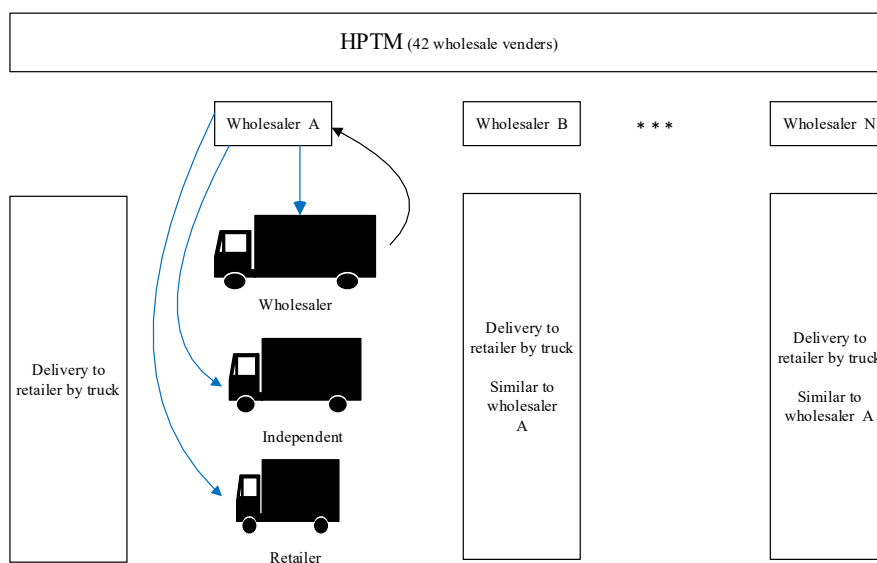 HPTM (42 wholesale venders)
Wholesaler A
Wholesaler B
* * *
Wholesaler N
Delivery to
retailer by truck
Wholesaler
Independent
Retailer
Delivery to
retailer by truck
Similar to
wholesaler
A
Delivery to
retailer by truck
Similar to
wholesaler A